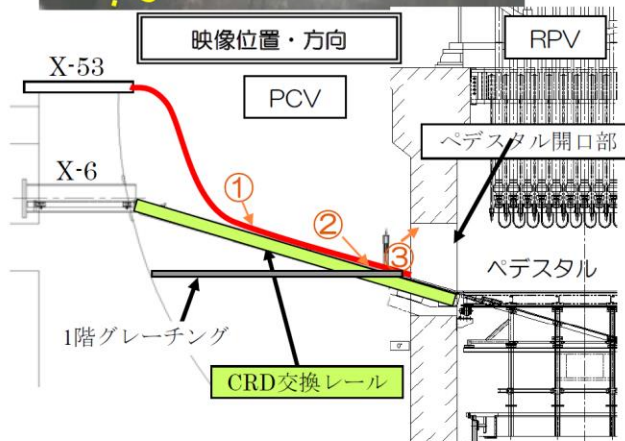 映像位置・方向
RPV
X-53
PCV
ペデスタル開口部
X-6
①
②
③
ペデスタル
1階グレーチング
CRD交換レール